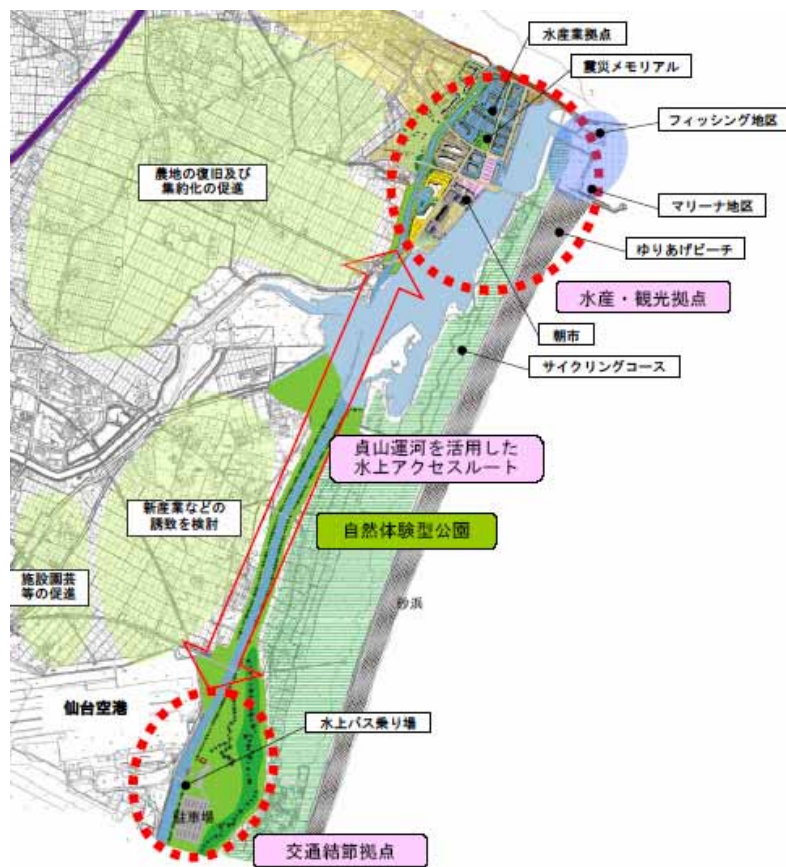 水産業拠点
震災メモリアル
フィッシング地区
農地の復旧及び
集約化の促進
マリーナ地区
ゆりあげビーチ
水産・観光拠点
朝市
サイクリングコース
貞山運河を活用した
水上アクセスルート
新産業などの
誘致を検討
自然体験型公園
施設園芸
等の促進
砂浜
仙台空港
水上バス乗り場
駐車場
交通結節拠点